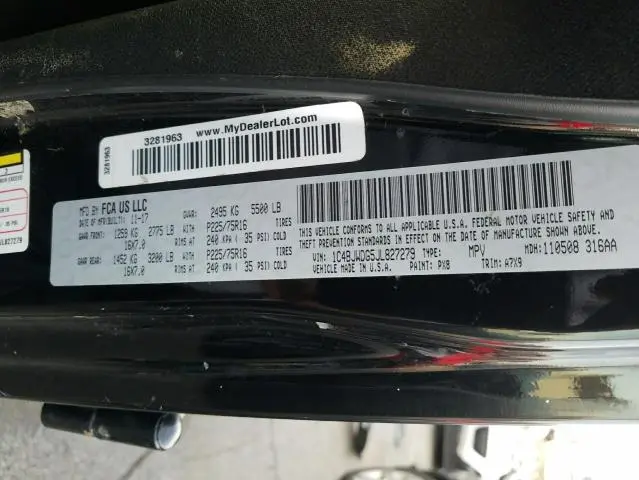 3281963 www.MyDealerLot.com
3281963
MFD BY FCA US LLC
DATE OF MFR(BUILT): 11-17 GVWR: 2495 KG 5500 LB
GAWR FRONT: 1259 KG 2775 LB WITH P225/75R16 TIRES
16X7.0 RIMS AT 240 KPA ( 35 PSI) COLD
GAWR REAR: 1452 KG 3200 LB WITH P225/75R16 TIRES
16X7.0 RIMS AT 240 KPA ( 35 PSI) COLD
THIS VEHICLE CONFORMS TO ALL APPLICABLE U.S.A. FEDERAL MOTOR VEHICLE SAFETY AND
THEFT PREVENTION STANDARDS IN EFFECT ON THE DATE OF MANUFACTURE SHOWN ABOVE.
VIN: 1C4BJWDG5JL827279 TYPE: MPV MDH: 110508 316AA
VEHICLE MADE IN U.S.A. PAINT: PX8 TRIM: A7X9
JL827279